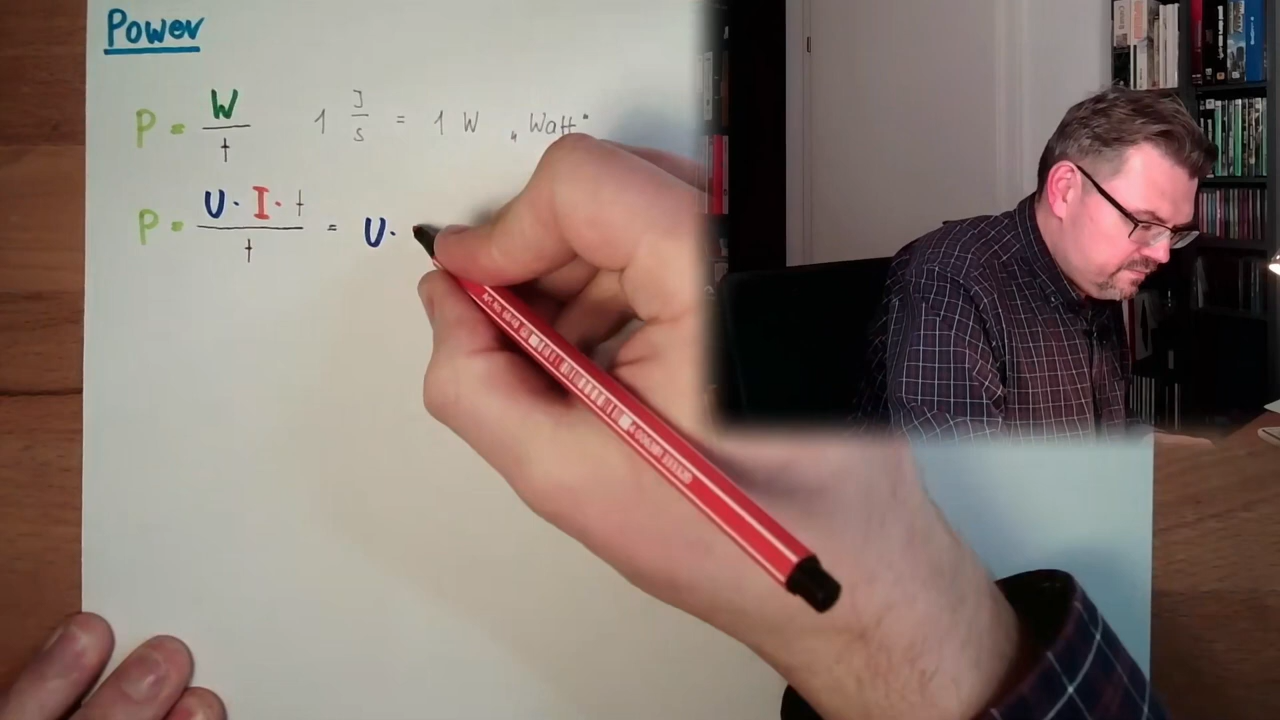 Power
P = W/t 1 J/s = 1 W „Watt"
P = U · I · t / t = U ·